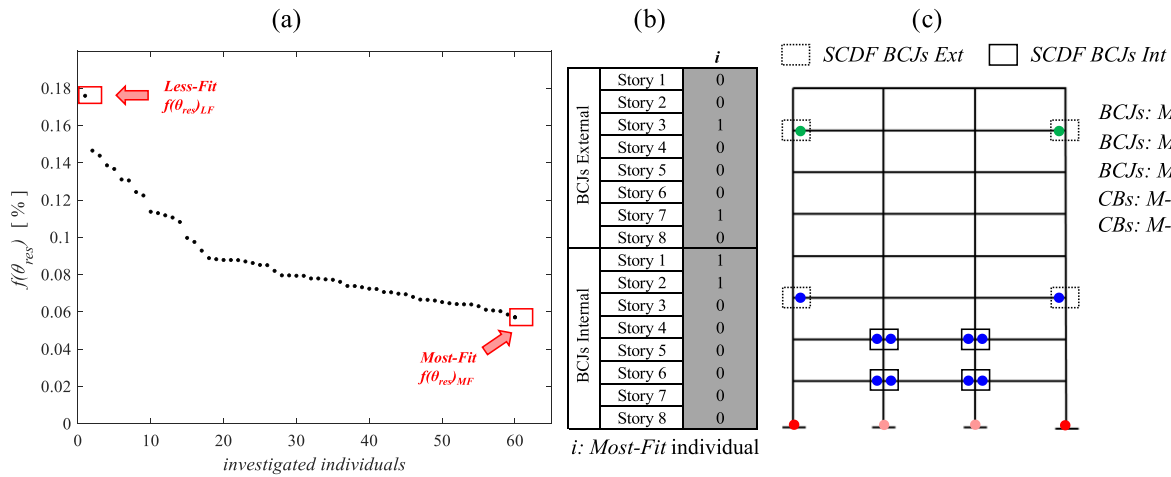 (a)
Less-Fit
f(θres)LF
Most-Fit
f(θres)MF
f(θres) [ % ]
0.18
0.16
0.14
0.12
0.1
0.08
0.06
0.04
0.02
0
0
10
20
30
40
50
60
investigated individuals
(b)
i
BCJs External
Story 1 0
Story 2 0
Story 3 1
Story 4 0
Story 5 0
Story 6 0
Story 7 1
Story 8 0
BCJs Internal
Story 1 1
Story 2 1
Story 3 0
Story 4 0
Story 5 0
Story 6 0
Story 7 0
Story 8 0
i: Most-Fit individual
(c)
SCDF BCJs Ext
SCDF BCJs Int
BCJs: M
BCJs: M
BCJs: M
CBs: M-
CBs: M-